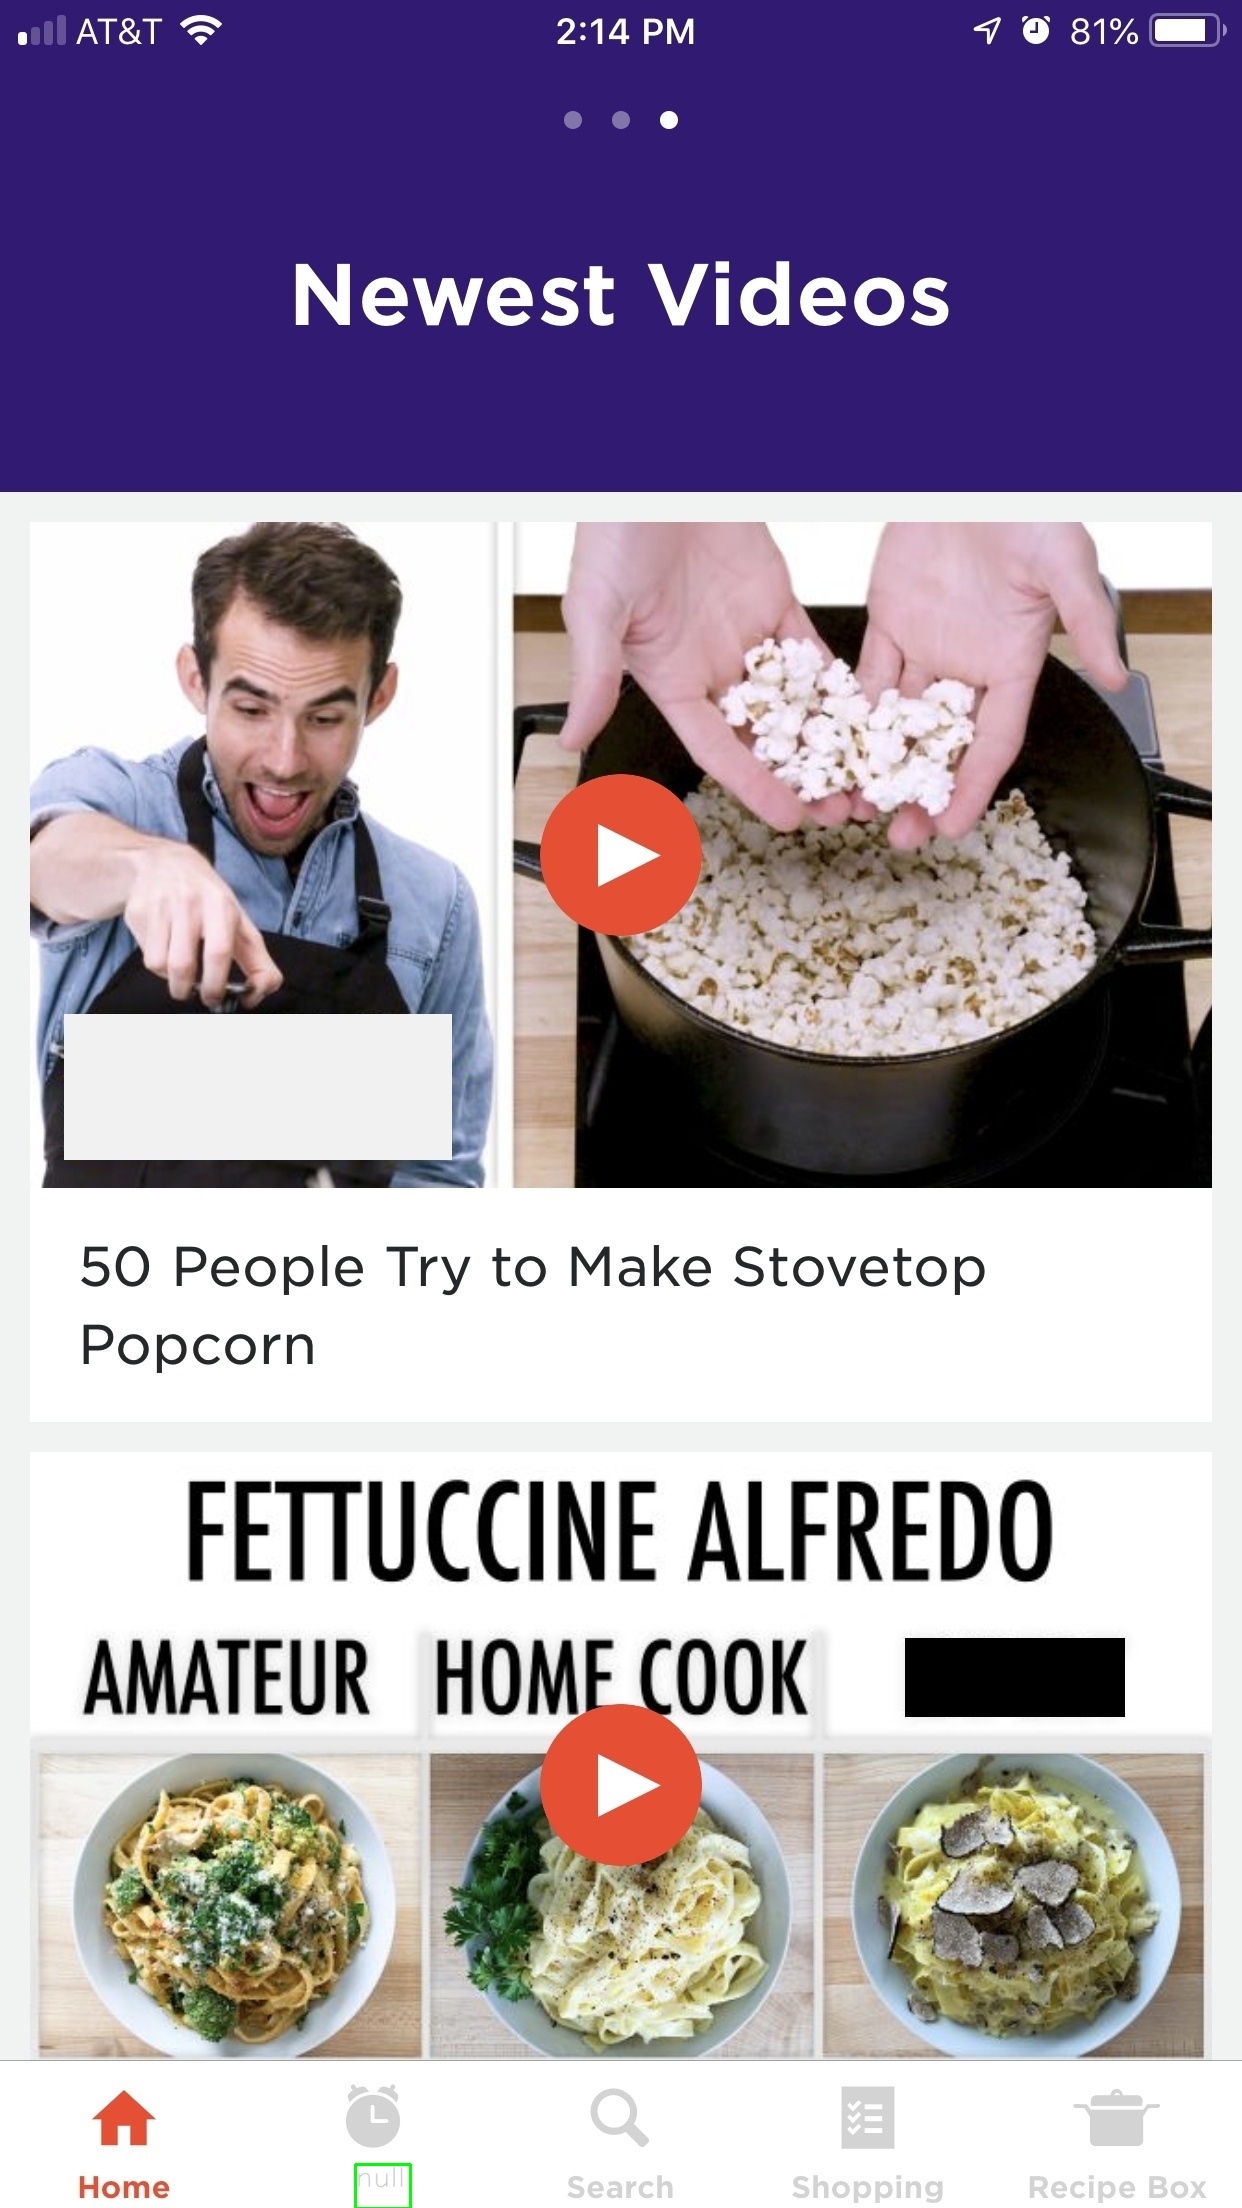 AT&T
2:14 PM
81%
Newest Videos
50 People Try to Make Stovetop
Popcorn
FETTUCCINE ALFREDO
AMATEUR
HOME COOK
Home
null
Search
Shopping
Recipe Box